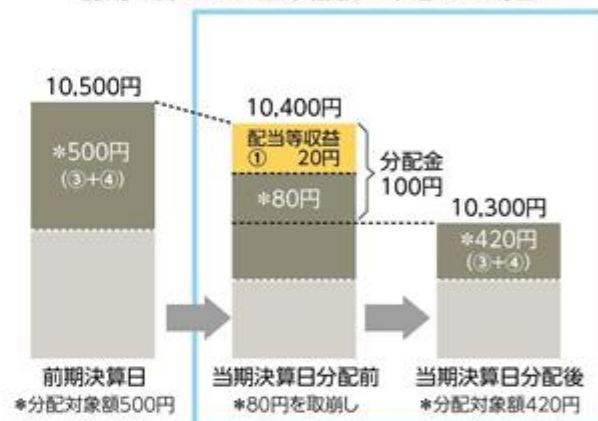 10,500円
10,400円
配当等収益
① 20円
*500円
(③+④)
分配金
100円
*80円
10,300円
*420円
(③+④)
前期決算日
当期決算日分配前
当期決算日分配後
*分配対象額500円
*80円を取崩し
*分配対象額420円